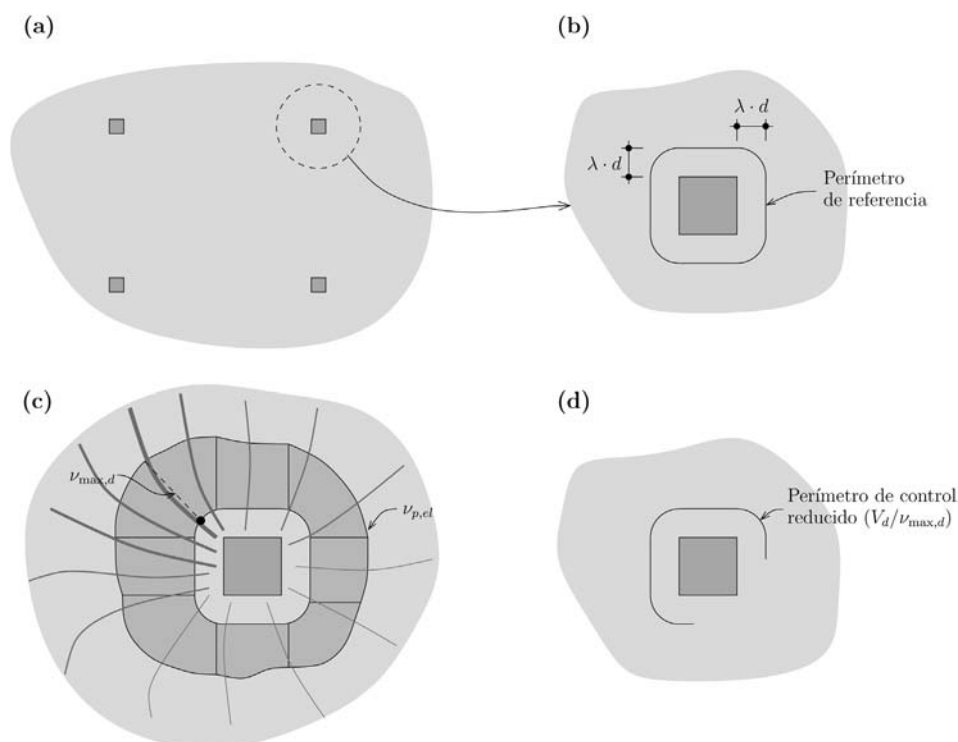 (a)
(b)
λ · d
λ · d
Perímetro
de referencia
(c)
(d)
ν_max,d
ν_p,el
Perímetro de control
reducido (V_d/ν_max,d)